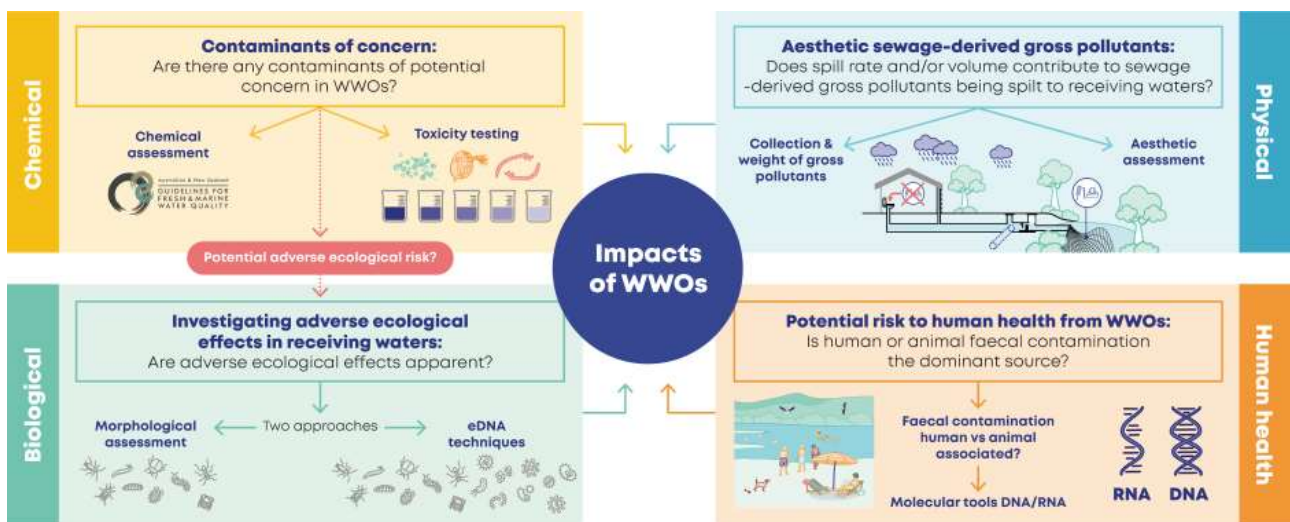 Chemical
Contaminants of concern:
Are there any contaminants of potential
concern in WWOs?
Chemical
assessment
Toxicity testing
Australian & New Zealand
GUIDELINES FOR
FRESH & MARINE
WATER QUALITY
Potential adverse ecological risk?
Physical
Aesthetic sewage-derived gross pollutants:
Does spill rate and/or volume contribute to sewage
-derived gross pollutants being spilt to receiving waters?
Collection &
weight of gross
pollutants
Aesthetic
assessment
Impacts
of WWOs
Biological
Investigating adverse ecological
effects in receiving waters:
Are adverse ecological effects apparent?
Morphological
assessment
Two approaches
eDNA
techniques
Human health
Potential risk to human health from WWOs:
Is human or animal faecal contamination
the dominant source?
Faecal contamination
human vs animal
associated?
Molecular tools DNA/RNA
RNA
DNA